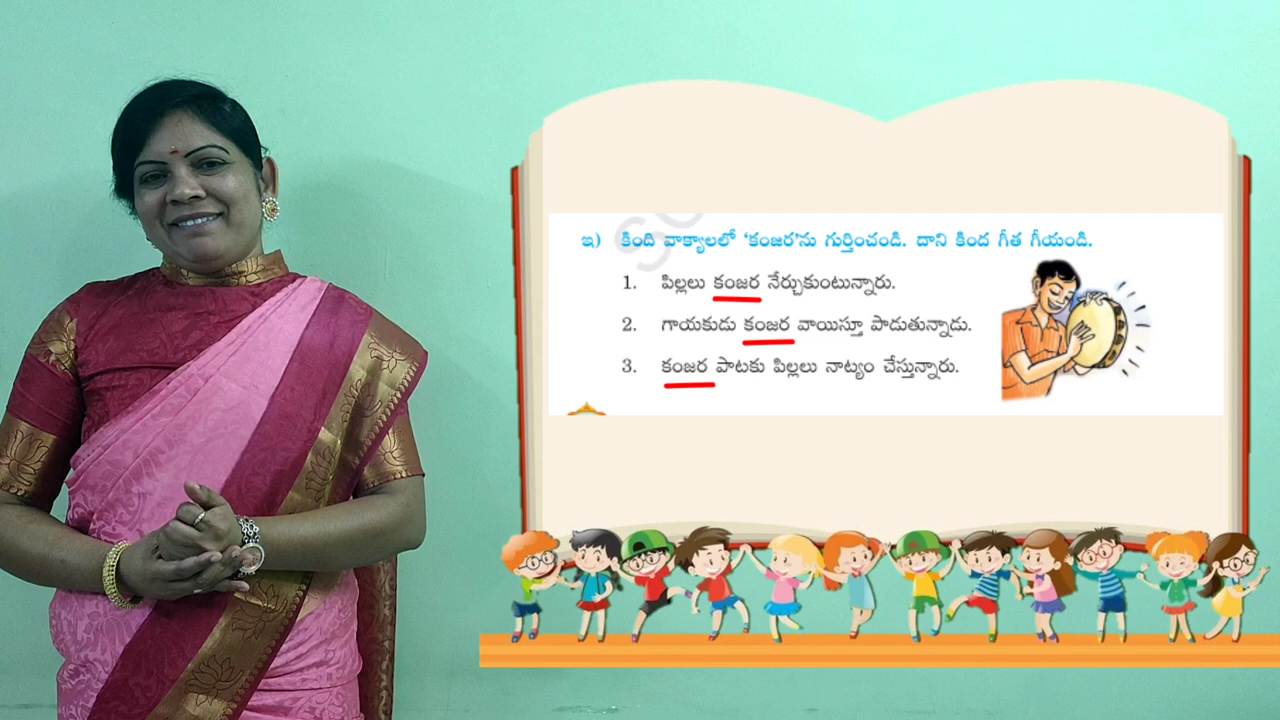 ఇ) కింది వాక్యాలలో 'కంజర'ను గుర్తించండి. దాని కింద గీత గీయండి.
1. పిల్లలు కంజర నేర్చుకుంటున్నారు.
2. గాయకుడు కంజర వాయిస్తూ పాడుతున్నాడు.
3. కంజర పాటకు పిల్లలు నాట్యం చేస్తున్నారు.